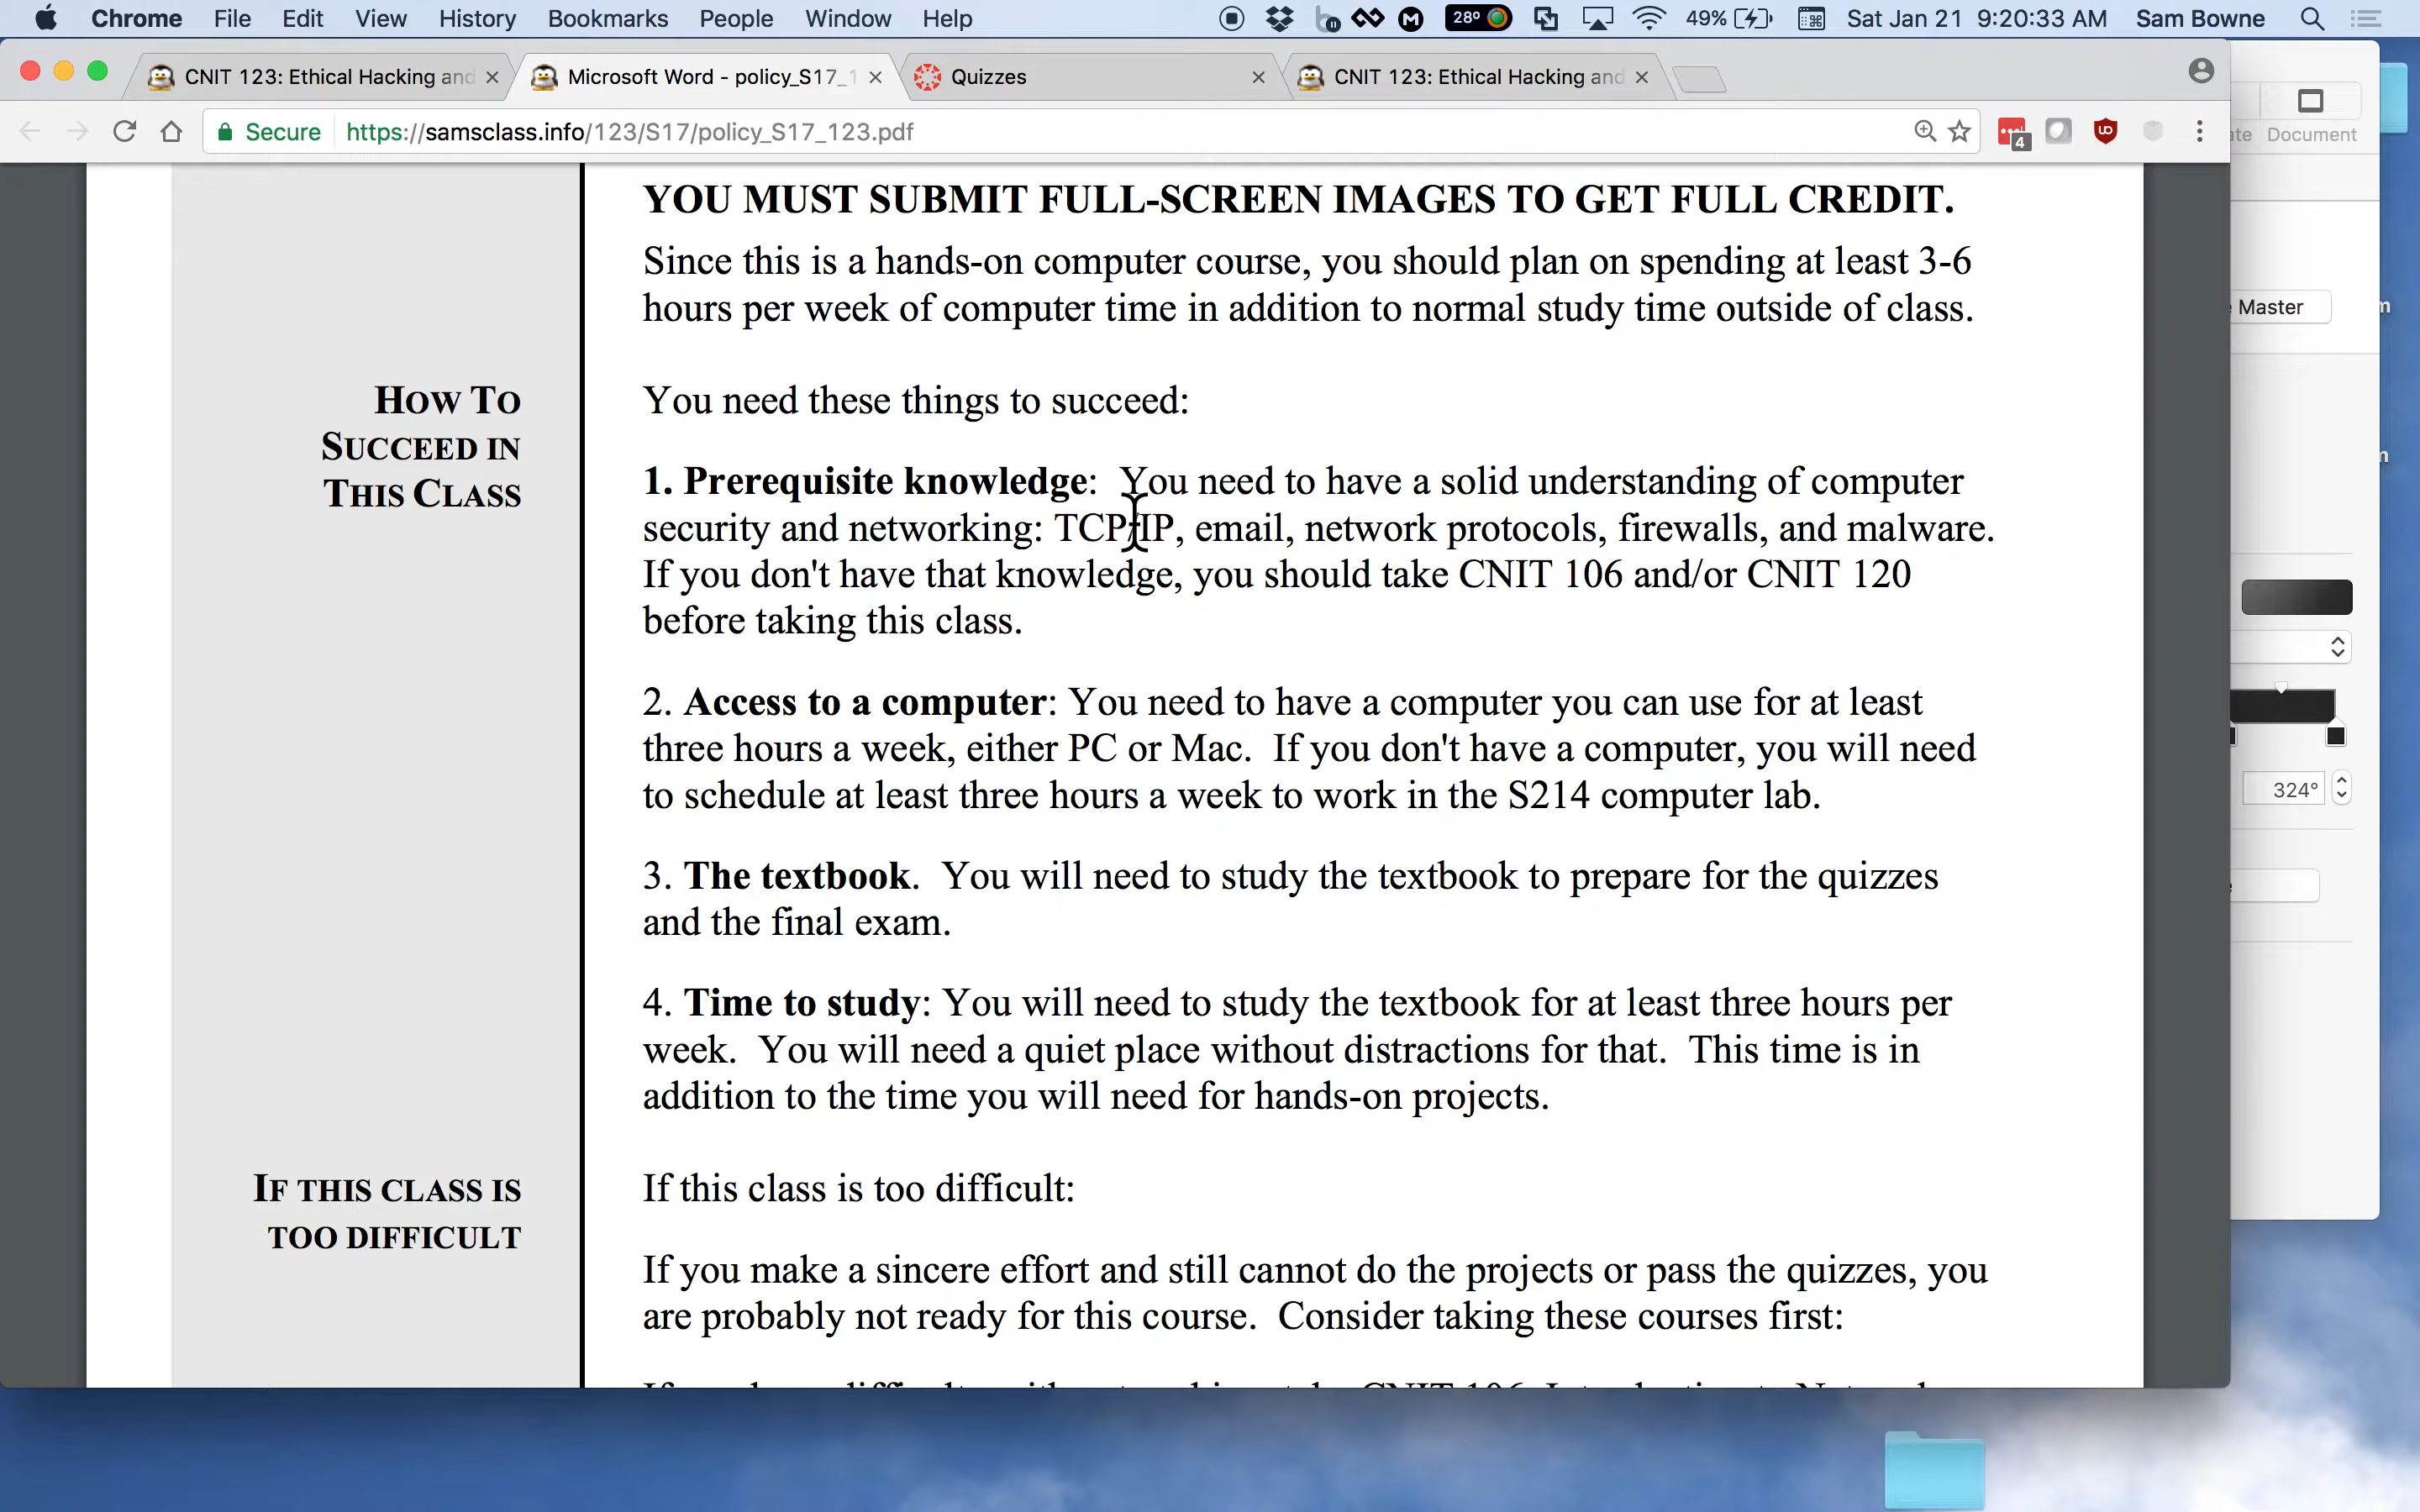 Chrome File Edit View History Bookmarks People Window Help 28° 49% Sat Jan 21 9:20:33 AM Sam Bowne
CNIT 123: Ethical Hacking and
Microsoft Word - policy_S17_1
Quizzes
CNIT 123: Ethical Hacking and
Secure https://samsclass.info/123/S17/policy_S17_123.pdf
4
Document
Master
324°
YOU MUST SUBMIT FULL-SCREEN IMAGES TO GET FULL CREDIT.
Since this is a hands-on computer course, you should plan on spending at least 3-6
hours per week of computer time in addition to normal study time outside of class.
HOW TO
SUCCEED IN
THIS CLASS
You need these things to succeed:
1. Prerequisite knowledge: You need to have a solid understanding of computer
security and networking: TCP/IP, email, network protocols, firewalls, and malware.
If you don't have that knowledge, you should take CNIT 106 and/or CNIT 120
before taking this class.
2. Access to a computer: You need to have a computer you can use for at least
three hours a week, either PC or Mac. If you don't have a computer, you will need
to schedule at least three hours a week to work in the S214 computer lab.
3. The textbook. You will need to study the textbook to prepare for the quizzes
and the final exam.
4. Time to study: You will need to study the textbook for at least three hours per
week. You will need a quiet place without distractions for that. This time is in
addition to the time you will need for hands-on projects.
IF THIS CLASS IS
TOO DIFFICULT
If this class is too difficult:
If you make a sincere effort and still cannot do the projects or pass the quizzes, you
are probably not ready for this course. Consider taking these courses first: